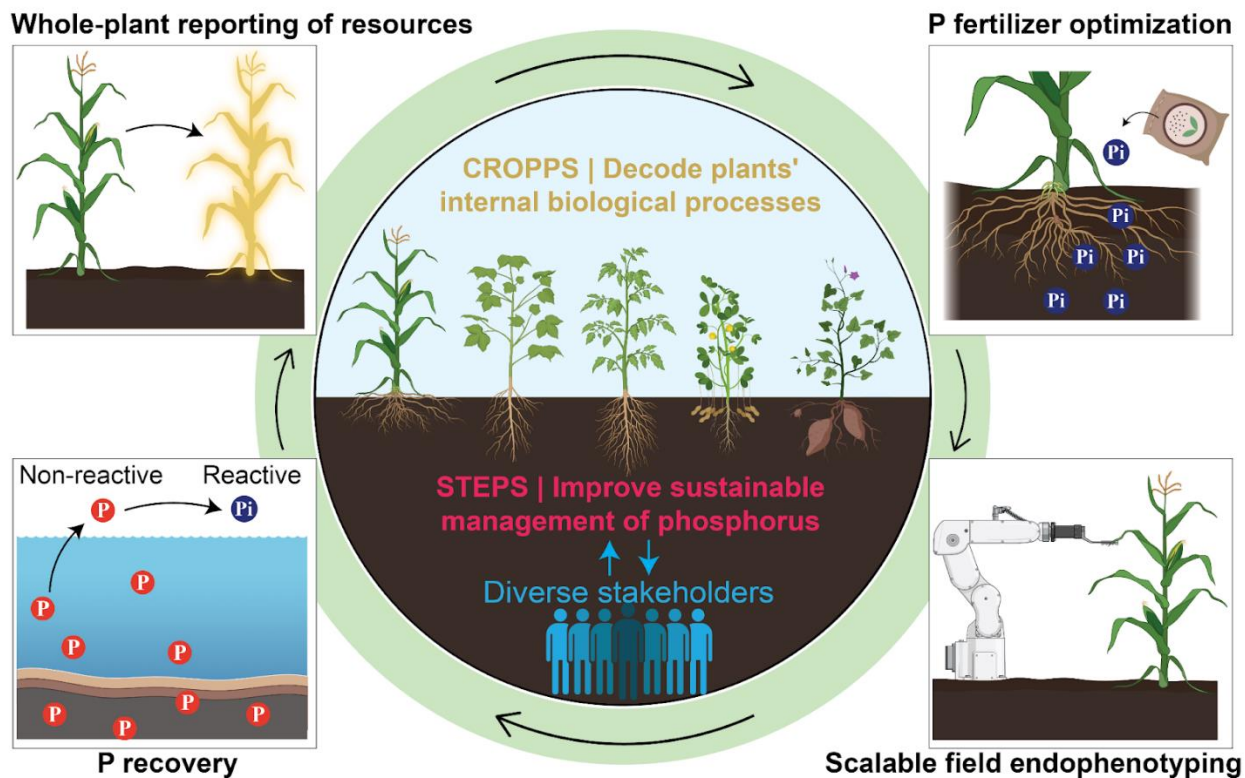 Whole-plant reporting of resources
P fertilizer optimization
Pi
Pi
Pi
Pi
Pi
Pi
CROPPS | Decode plants'
internal biological processes
STEPS | Improve sustainable
management of phosphorus
Diverse stakeholders
Non-reactive
Reactive
P
Pi
P
P
P
P
P
P
P
P
P recovery
Scalable field endophenotyping